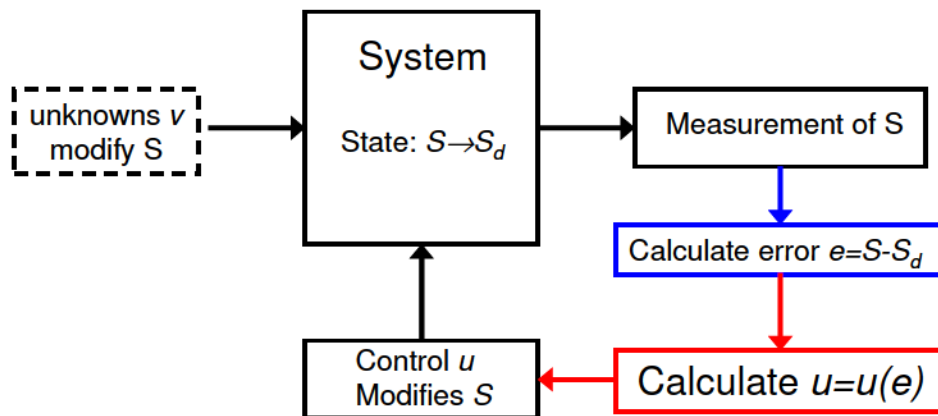 System
State: S→S_d
unknowns v
modify S
Measurement of S
Calculate error e=S-S_d
Calculate u=u(e)
Control u
Modifies S